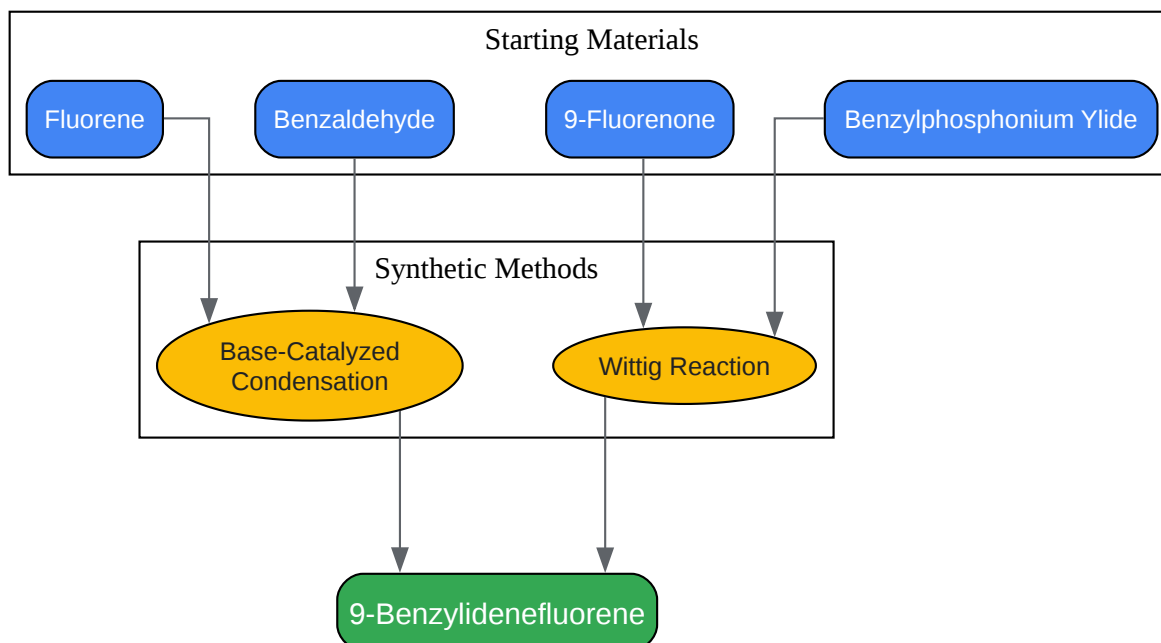 Starting Materials
Fluorene
Benzaldehyde
9-Fluorenone
Benzylphosphonium Ylide
Synthetic Methods
Base-Catalyzed
Condensation
Wittig Reaction
9-Benzylidenefluorene